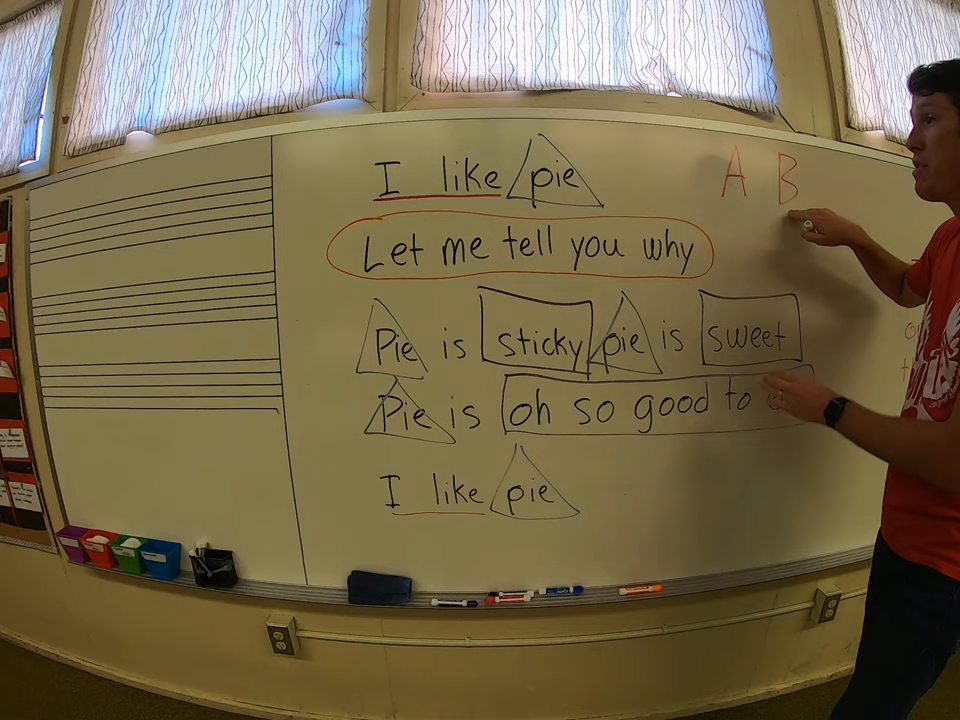 I like pie
A B
Let me tell you why
Pie is sticky pie is sweet
Pie is oh so good to
I like pie